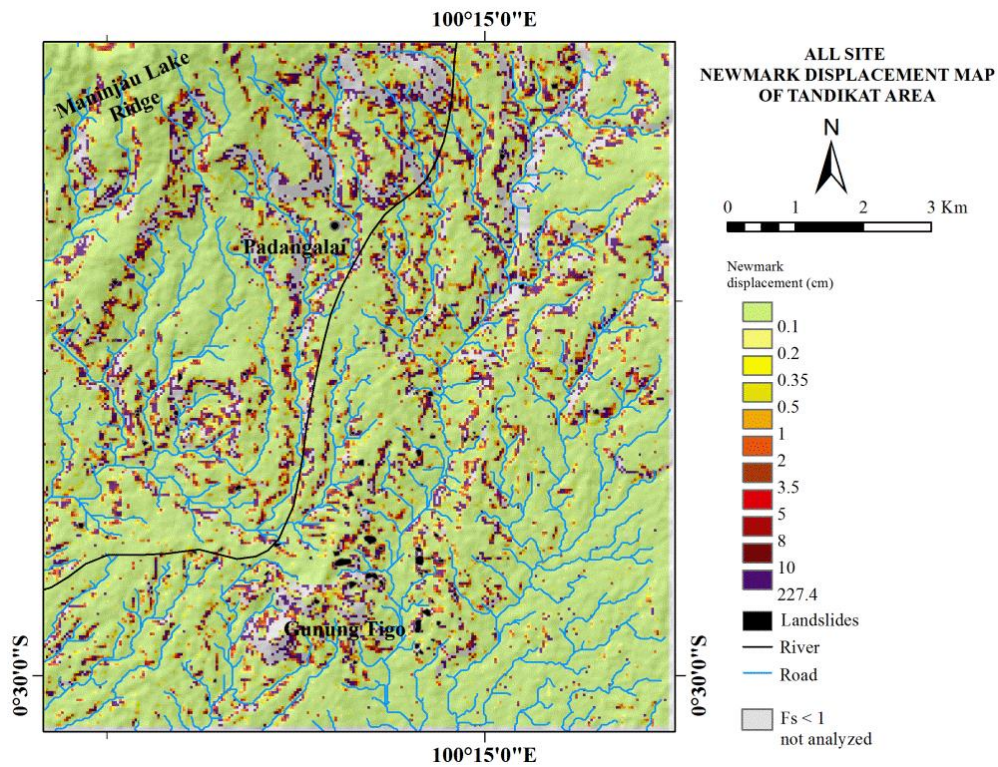 100°15'0"E
Maninjau Lake
Ridge
Padangalai
Gunung Tigo
0°30'0"S
0°30'0"S
100°15'0"E
ALL SITE
NEWMARK DISPLACEMENT MAP
OF TANDIKAT AREA
N
0 1 2 3 Km
Newmark
displacement (cm)
0.1
0.2
0.35
0.5
1
2
3.5
5
8
10
227.4
Landslides
River
Road
Fs < 1
not analyzed